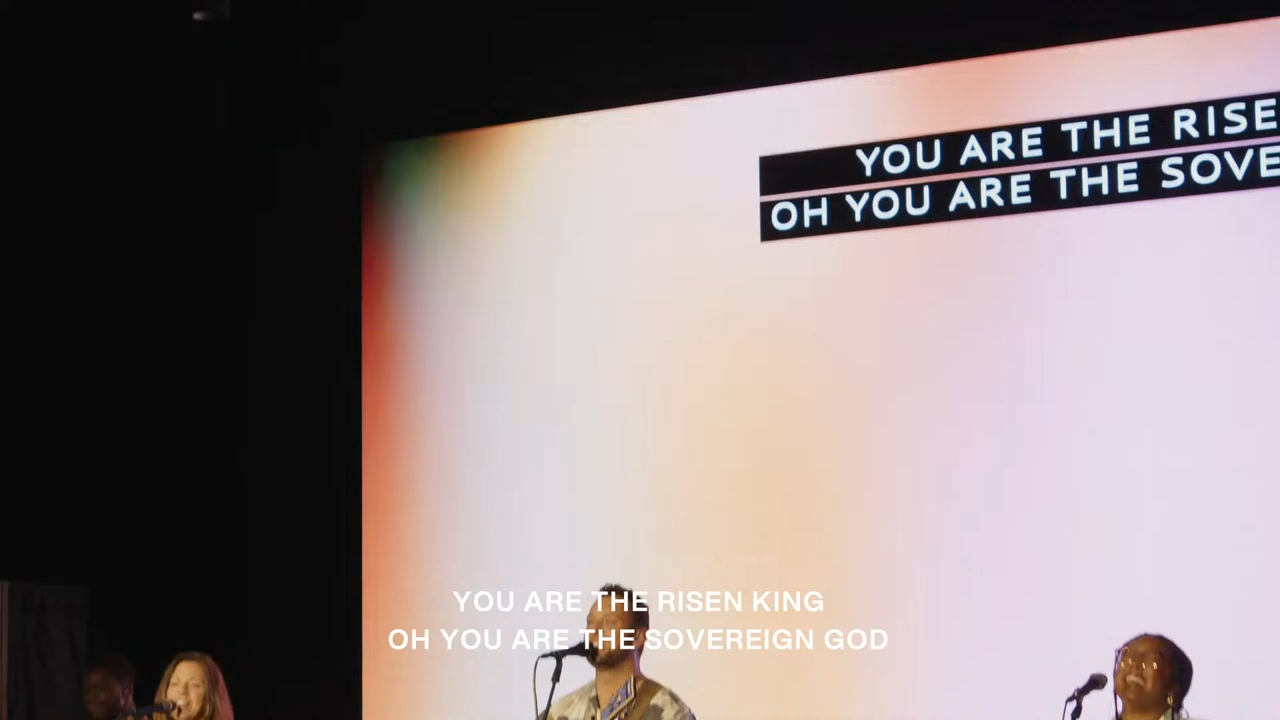 YOU ARE THE RISE
OH YOU ARE THE SOVE
YOU ARE THE RISEN KING
OH YOU ARE THE SOVEREIGN GOD